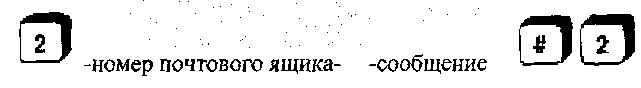 2 -номер почтового ящика- -сообщение # 2